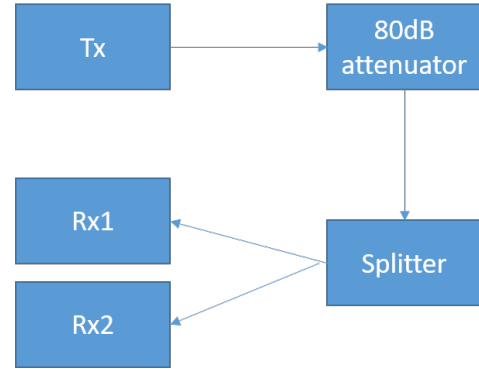 Tx
80dB
attenuator
Rx1
Splitter
Rx2